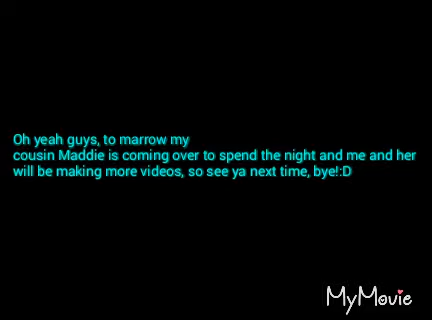 Oh yeah guys, to marrow my
cousin Maddie is coming over to spend the night and me and her
will be making more videos, so see ya next time, bye!:D
MyMovie